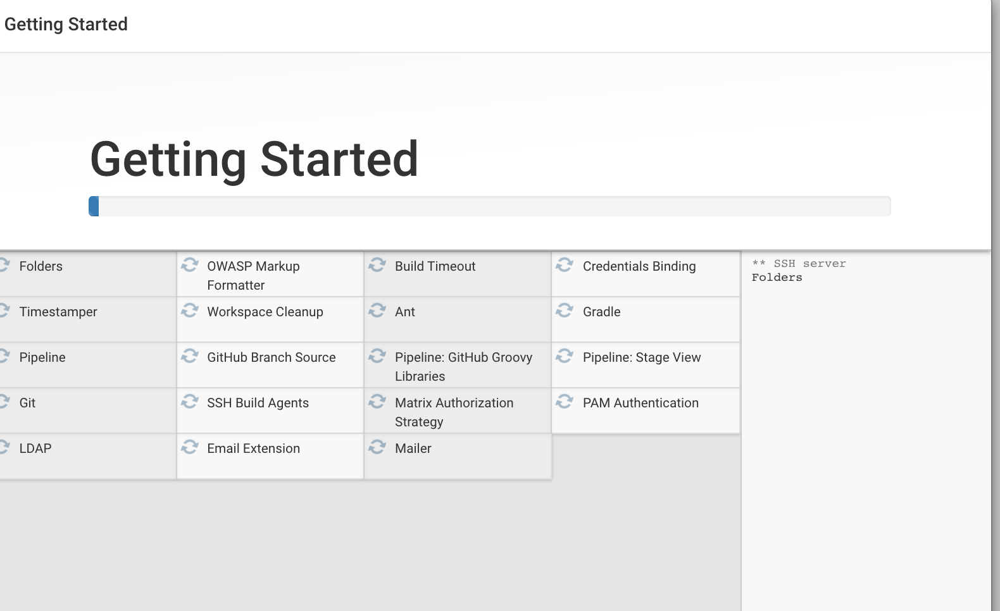 Getting Started
Getting Started
Folders
OWASP Markup
Formatter
Build Timeout
Credentials Binding
Timestamper
Workspace Cleanup
Ant
Gradle
Pipeline
GitHub Branch Source
Pipeline: GitHub Groovy
Libraries
Pipeline: Stage View
Git
SSH Build Agents
Matrix Authorization
Strategy
PAM Authentication
LDAP
Email Extension
Mailer
** SSH server
Folders